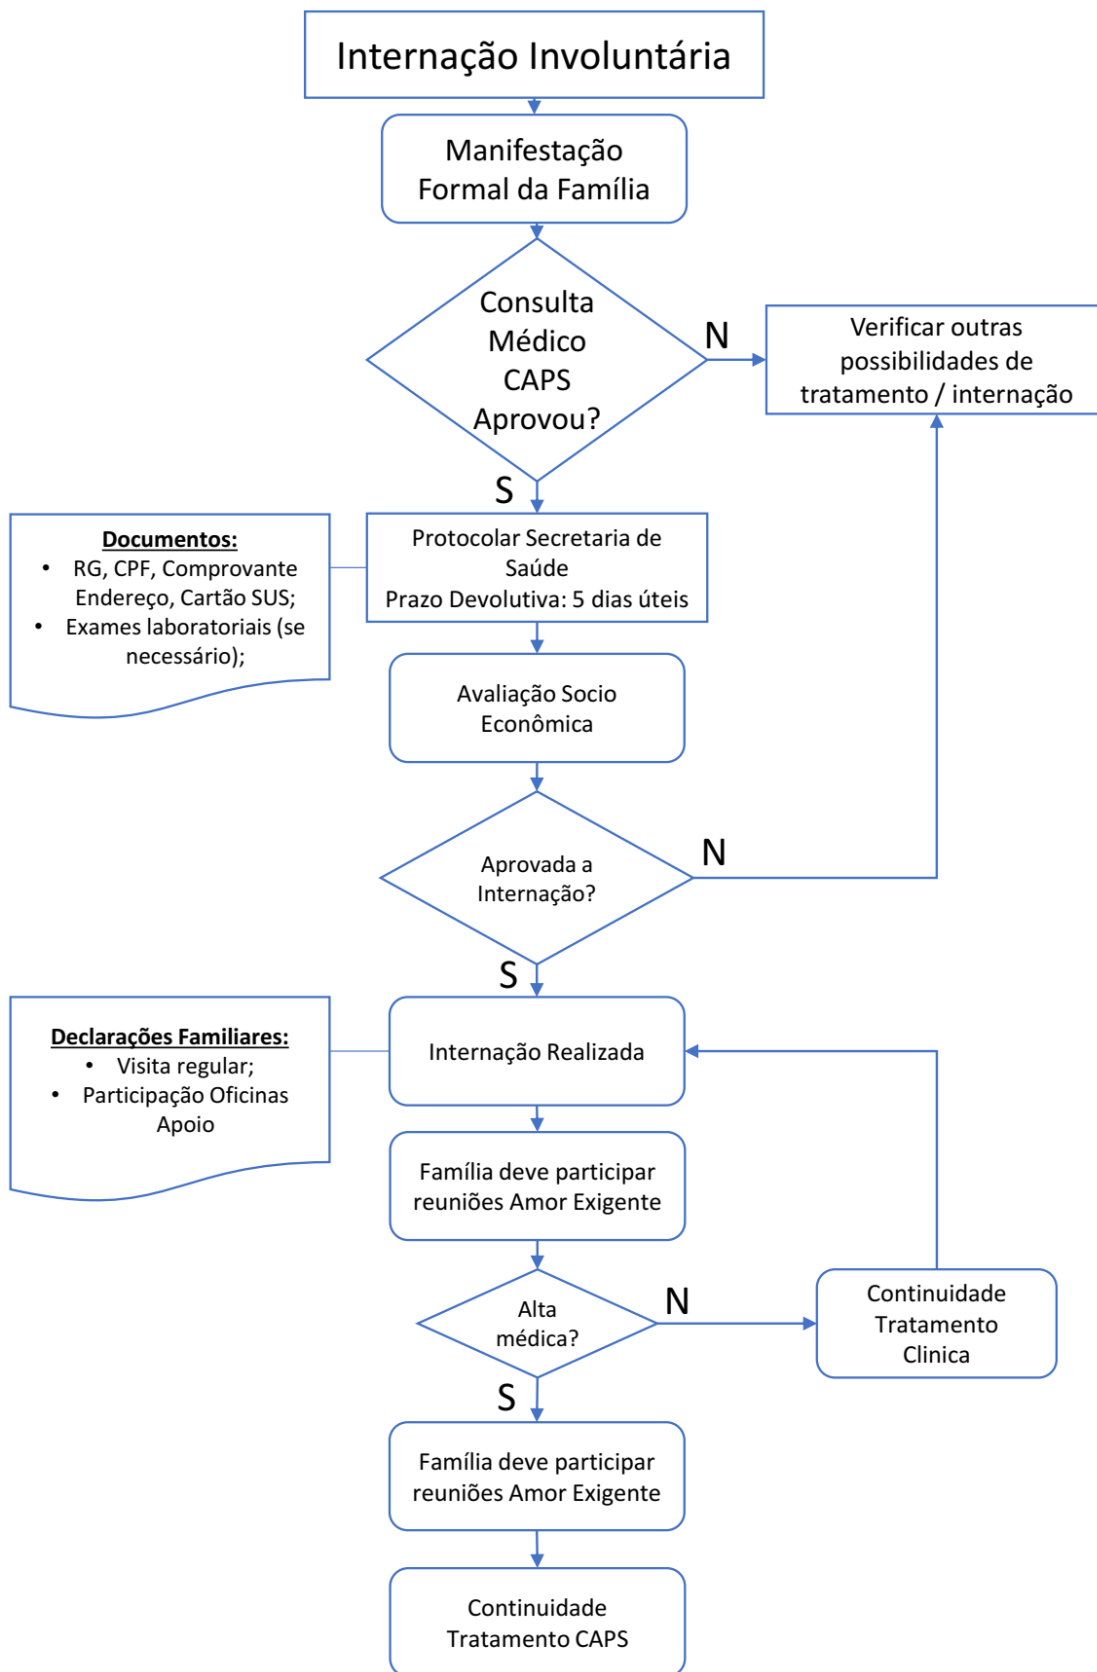 Internação Involuntária
Manifestação
Formal da Família
Consulta
Médico
CAPS
Aprovou?
N
Verificar outras
possibilidades de
tratamento / internação
S
Documentos:
• RG, CPF, Comprovante
Endereço, Cartão SUS;
• Exames laboratoriais (se
necessário);
Protocolar Secretaria de
Saúde
Prazo Devolutiva: 5 dias úteis
Avaliação Socio
Econômica
Aprovada a
Internação?
N
S
Declarações Familiares:
• Visita regular;
• Participação Oficinas
Apoio
Internação Realizada
Família deve participar
reuniões Amor Exigente
Alta
médica?
N
Continuidade
Tratamento
Clinica
S
Família deve participar
reuniões Amor Exigente
Continuidade
Tratamento CAPS